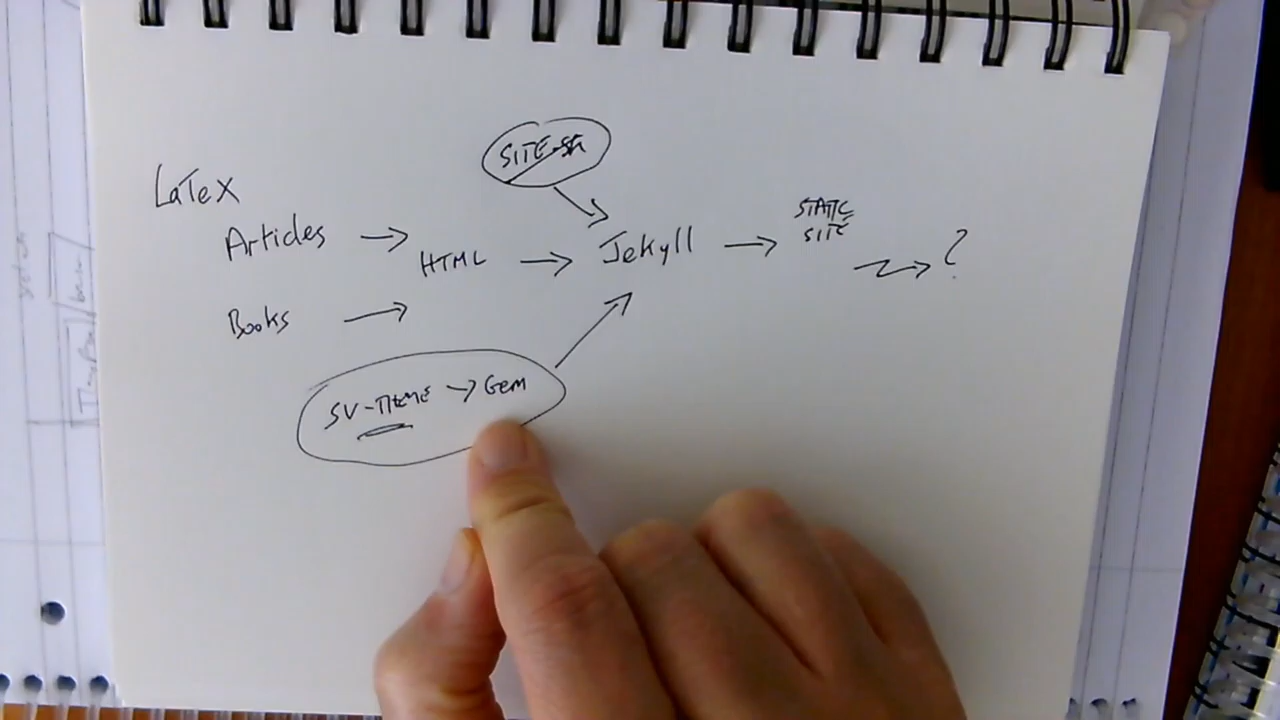 LaTeX
Articles →
Books →
HTML →
SITE
Jekyll →
STATIC
SITE
?
SV-THEME → Gem